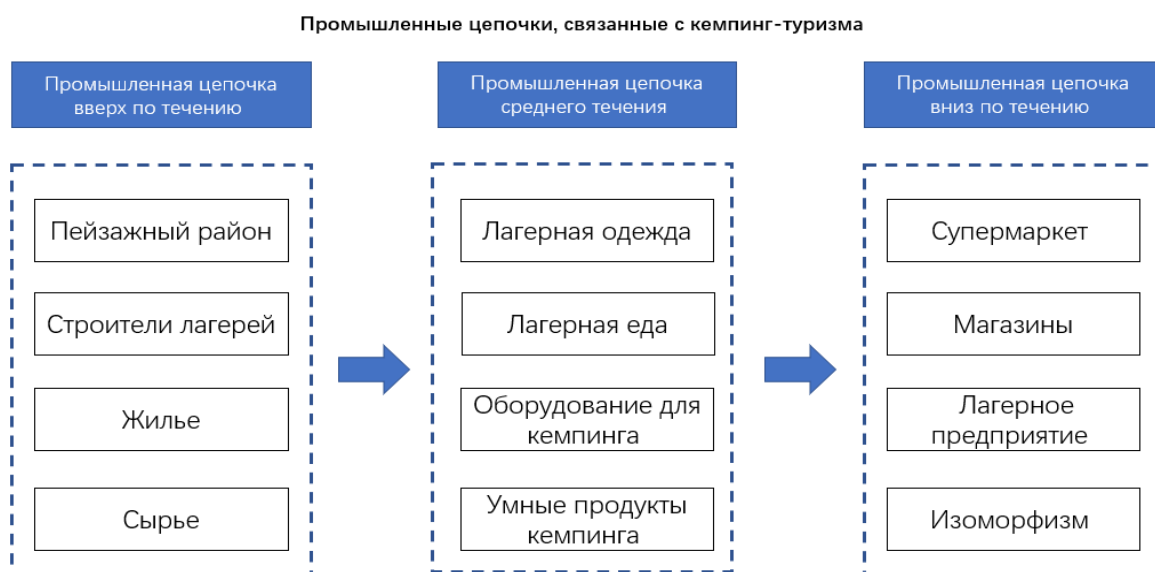 Промышленные цепочки, связанные с кемпинг-туризма
Промышленная цепочка
вверх по течению
Промышленная цепочка
среднего течения
Промышленная цепочка
вниз по течению
Пейзажный район
Строители лагерей
Жилье
Сырье
Лагерная одежда
Лагерная еда
Оборудование для
кемпинга
Умные продукты
кемпинга
Супермаркет
Магазины
Лагерное
предприятие
Изоморфизм